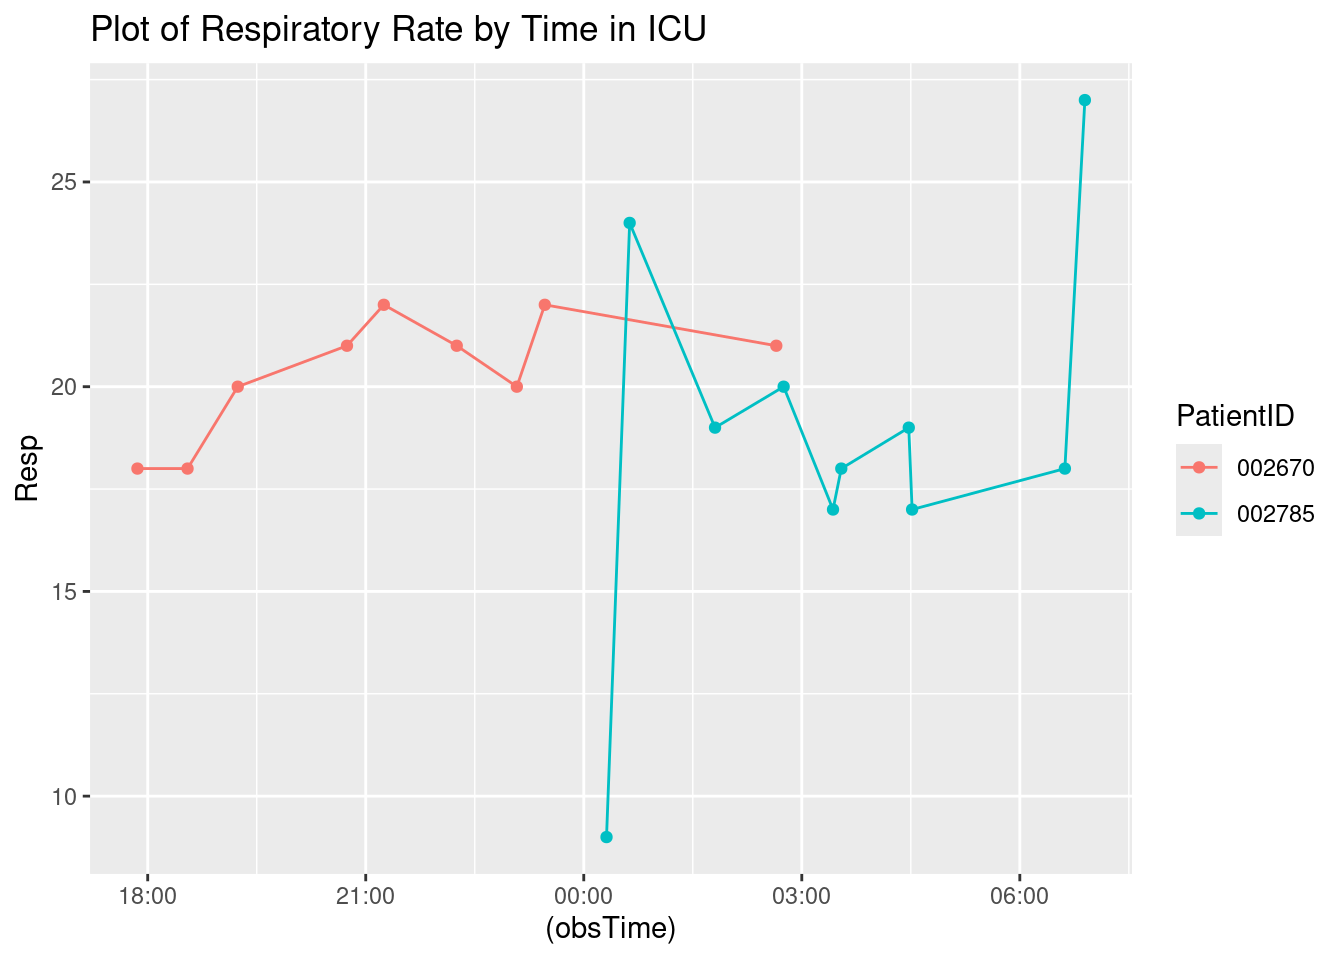 Plot of Respiratory Rate by Time in ICU
Resp
25
20
15
10
18:00 21:00 00:00 03:00 06:00
(obsTime)
PatientID
002670
002785